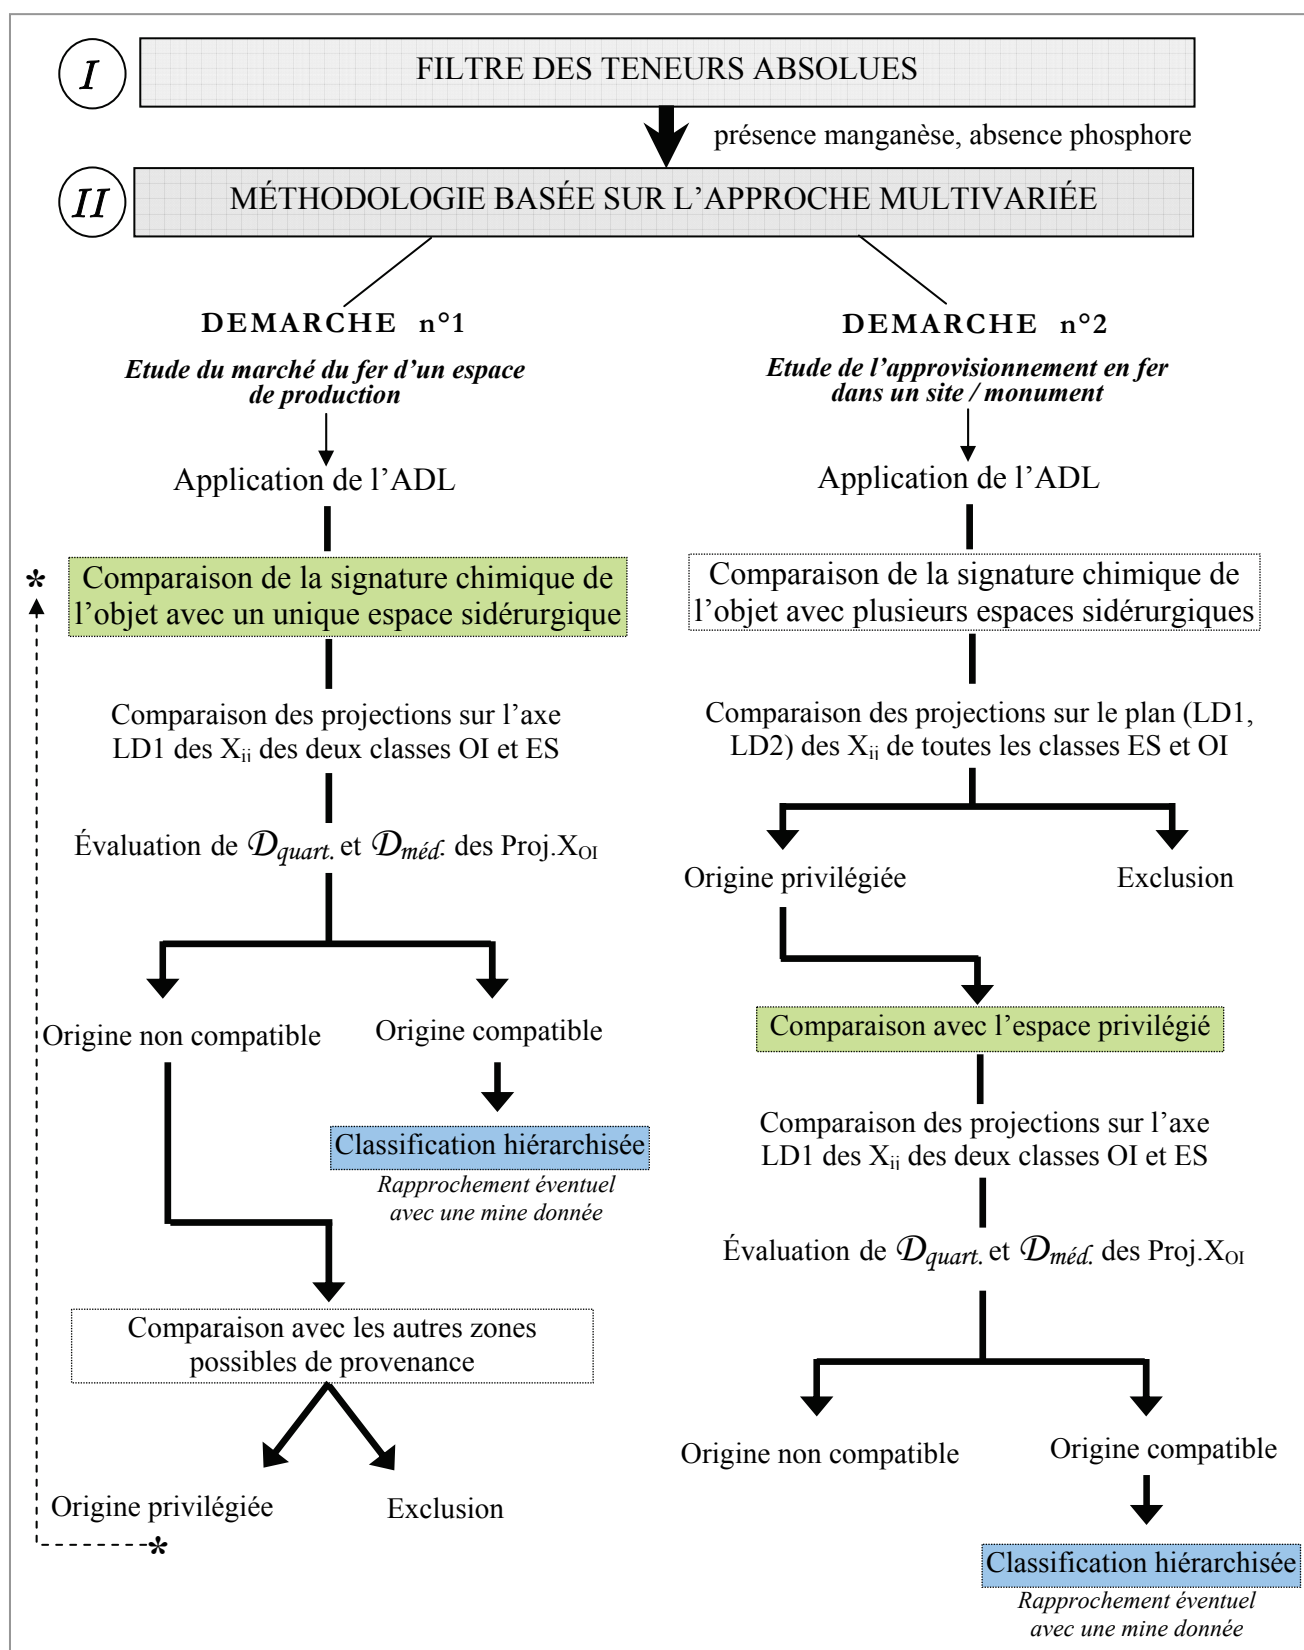 I
FILTRE DES TENEURS ABSOLUES
présence manganèse, absence phosphore
II
MÉTHODOLOGIE BASÉE SUR L'APPROCHE MULTIVARIÉE
DEMARCHE n°1
Etude du marché du fer d'un espace
de production
Application de l'ADL
*
Comparaison de la signature chimique de
l'objet avec un unique espace sidérurgique
Comparaison des projections sur l'axe
LD1 des Xij des deux classes OI et ES
Évaluation de Dquart. et Dméd. des Proj.XOI
Origine non compatible
Origine compatible
Classification hiérarchisée
Rapprochement éventuel
avec une mine donnée
Comparaison avec les autres zones
possibles de provenance
Origine privilégiée
Exclusion
*
DEMARCHE n°2
Etude de l'approvisionnement en fer
dans un site / monument
Application de l'ADL
Comparaison de la signature chimique de
l'objet avec plusieurs espaces sidérurgiques
Comparaison des projections sur le plan (LD1,
LD2) des Xij de toutes les classes ES et OI
Origine privilégiée
Exclusion
Comparaison avec l'espace privilégié
Comparaison des projections sur l'axe
LD1 des Xij des deux classes OI et ES
Évaluation de Dquart. et Dméd. des Proj.XOI
Origine non compatible
Origine compatible
Classification hiérarchisée
Rapprochement éventuel
avec une mine donnée